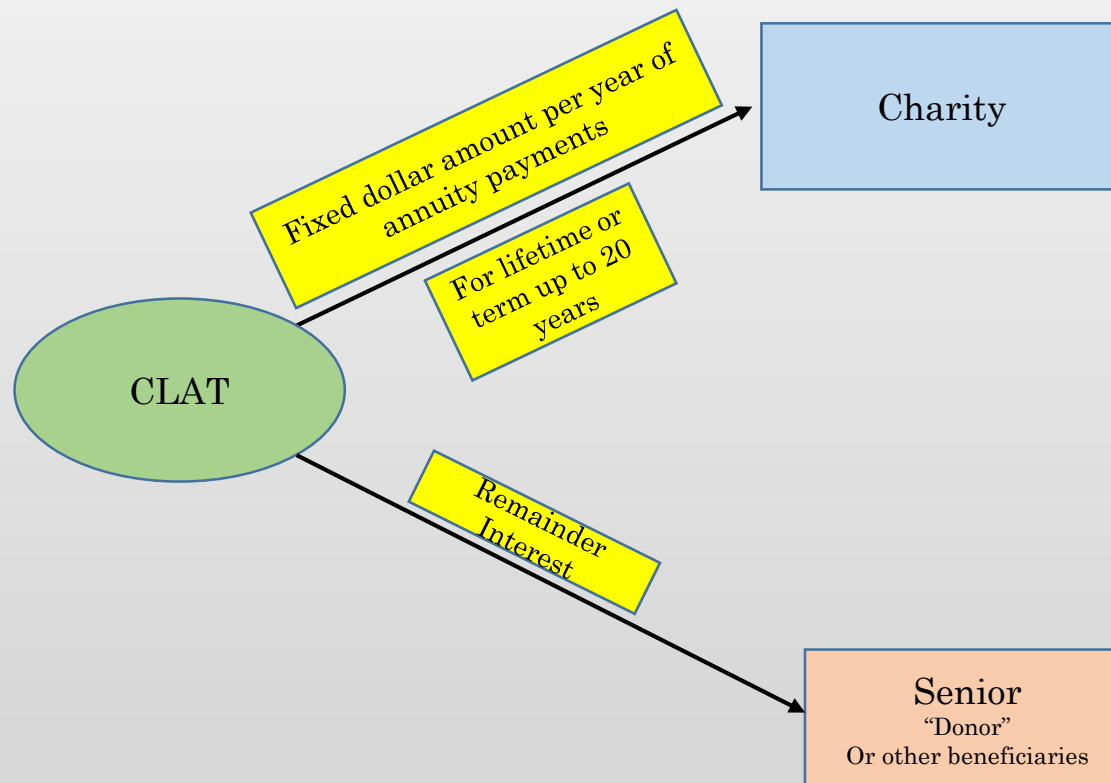 Fixed dollar amount per year of
annuity payments
Charity
For lifetime or
term up to 20
years
CLAT
Remainder
Interest
Senior
“Donor”
Or other beneficiaries